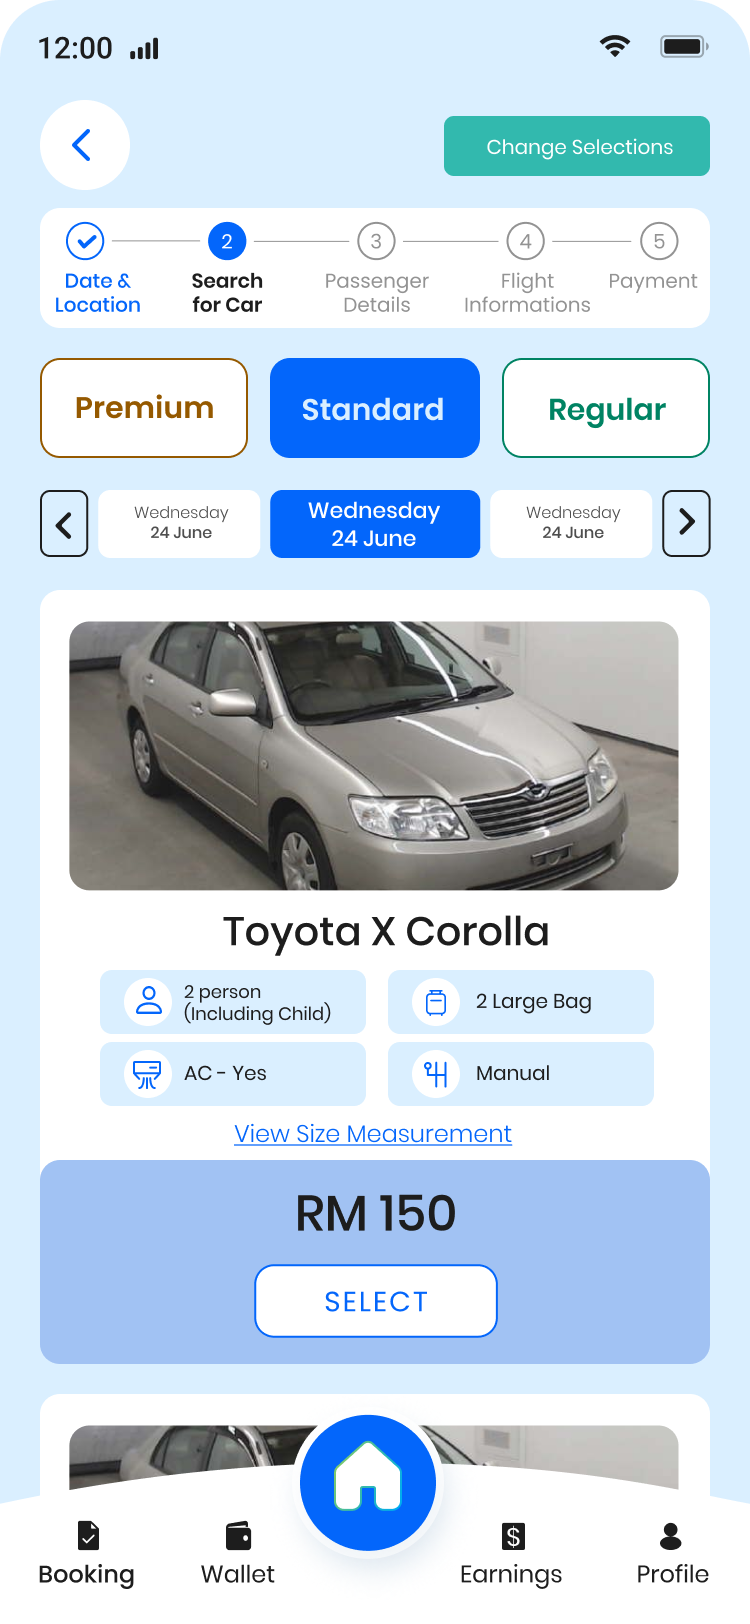 12:00
Change Selections
2
3
4
5
Date &
Location
Search
for Car
Passenger
Details
Flight
Informations
Payment
Premium
Standard
Regular
Wednesday
24 June
Wednesday
24 June
Wednesday
24 June
Toyota X Corolla
2 person
(Including Child)
2 Large Bag
AC - Yes
Manual
View Size Measurement
RM 150
SELECT
$
Booking
Wallet
Earnings
Profile